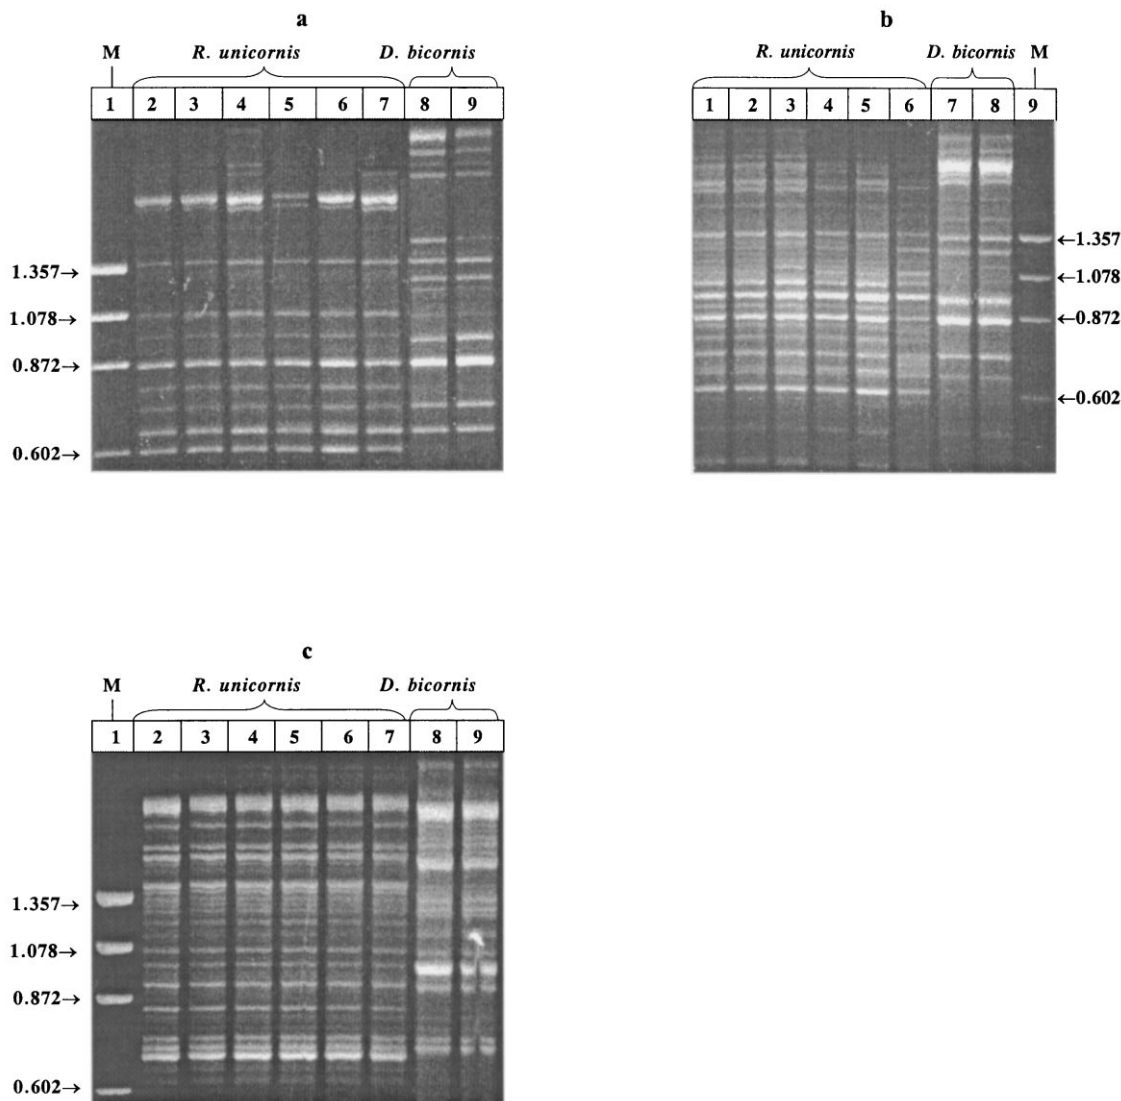 a
M R. unicornis D. bicornis
1 2 3 4 5 6 7 8 9
1.357→
1.078→
0.872→
0.602→
b
R. unicornis D. bicornis M
1 2 3 4 5 6 7 8 9
←1.357
←1.078
←0.872
←0.602
c
M R. unicornis D. bicornis
1 2 3 4 5 6 7 8 9
1.357→
1.078→
0.872→
0.602→